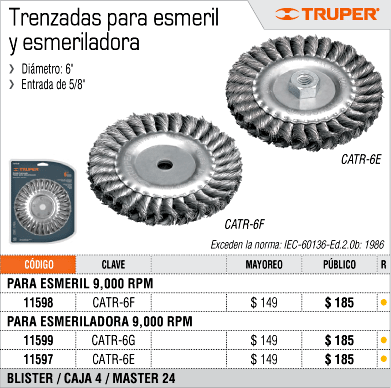 Trenzadas para esmeril
y esmeriladora
TRUPER®
› Diámetro: 6"
› Entrada de 5/8"
CATR-6E
TRUPER
CATR-6F
Exceden la norma: IEC-60136-Ed.2.0b: 1986
CÓDIGO CLAVE MAYOREO PÚBLICO R
PARA ESMERIL 9,000 RPM
11598 CATR-6F $ 149 $ 185
PARA ESMERILADORA 9,000 RPM
11599 CATR-6G $ 149 $ 185
11597 CATR-6E $ 149 $ 185
BLISTER / CAJA 4 / MASTER 24